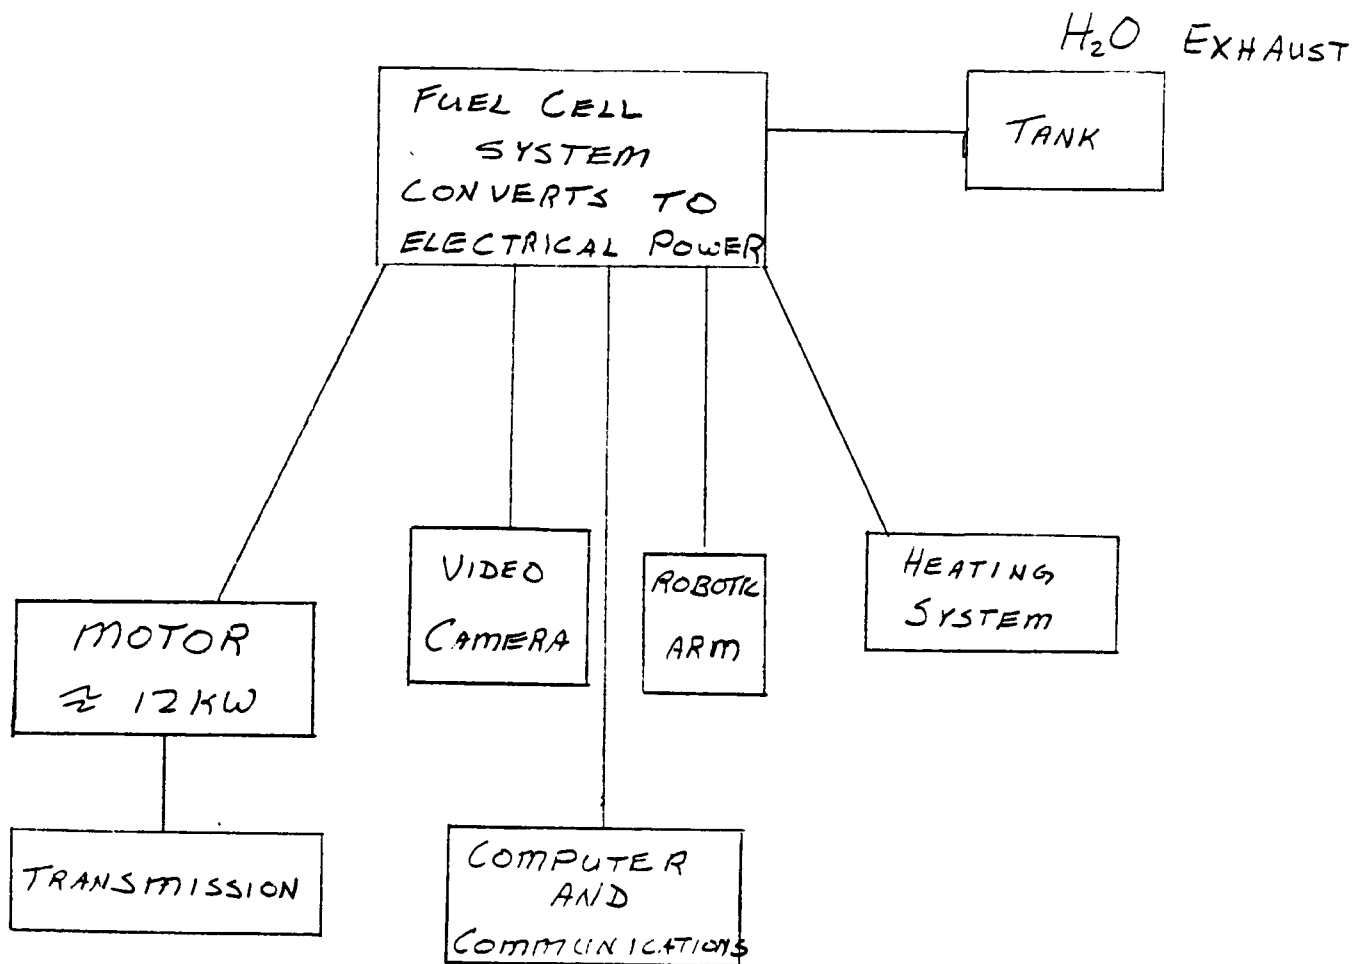 H₂O EXHAUST
FUEL CELL
SYSTEM
CONVERTS TO
ELECTRICAL POWER
TANK
VIDEO
CAMERA
ROBOTIC
ARM
HEATING
SYSTEM
MOTOR
≈ 12KW
TRANSMISSION
COMPUTER
AND
COMMUNICATIONS